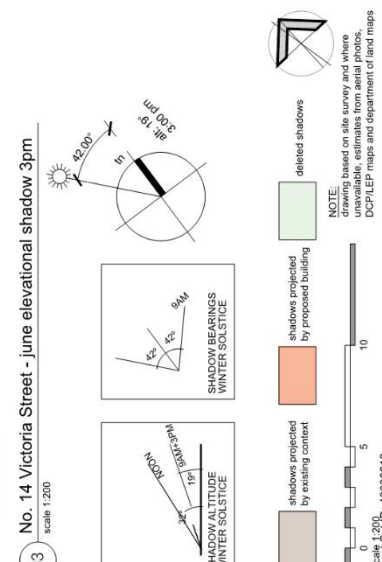 3
No. 14 Victoria Street - june elevational shadow 3pm
scale 1:200
NOON
9AM+3PM
32°
19°
SHADOW ALTITUDE
WINTER SOLSTICE
9AM
42°
42°
SHADOW BEARINGS
WINTER SOLSTICE
42.00°
tn
alt: 19°
3.00 pm
shadows projected
by existing context
shadows projected
by proposed building
deleted shadows
NOTE:
drawing based on site survey and where
unavailable, estimates from aerial photos,
DCP/LEP maps and department of land maps
0
5
10
scale 1:200